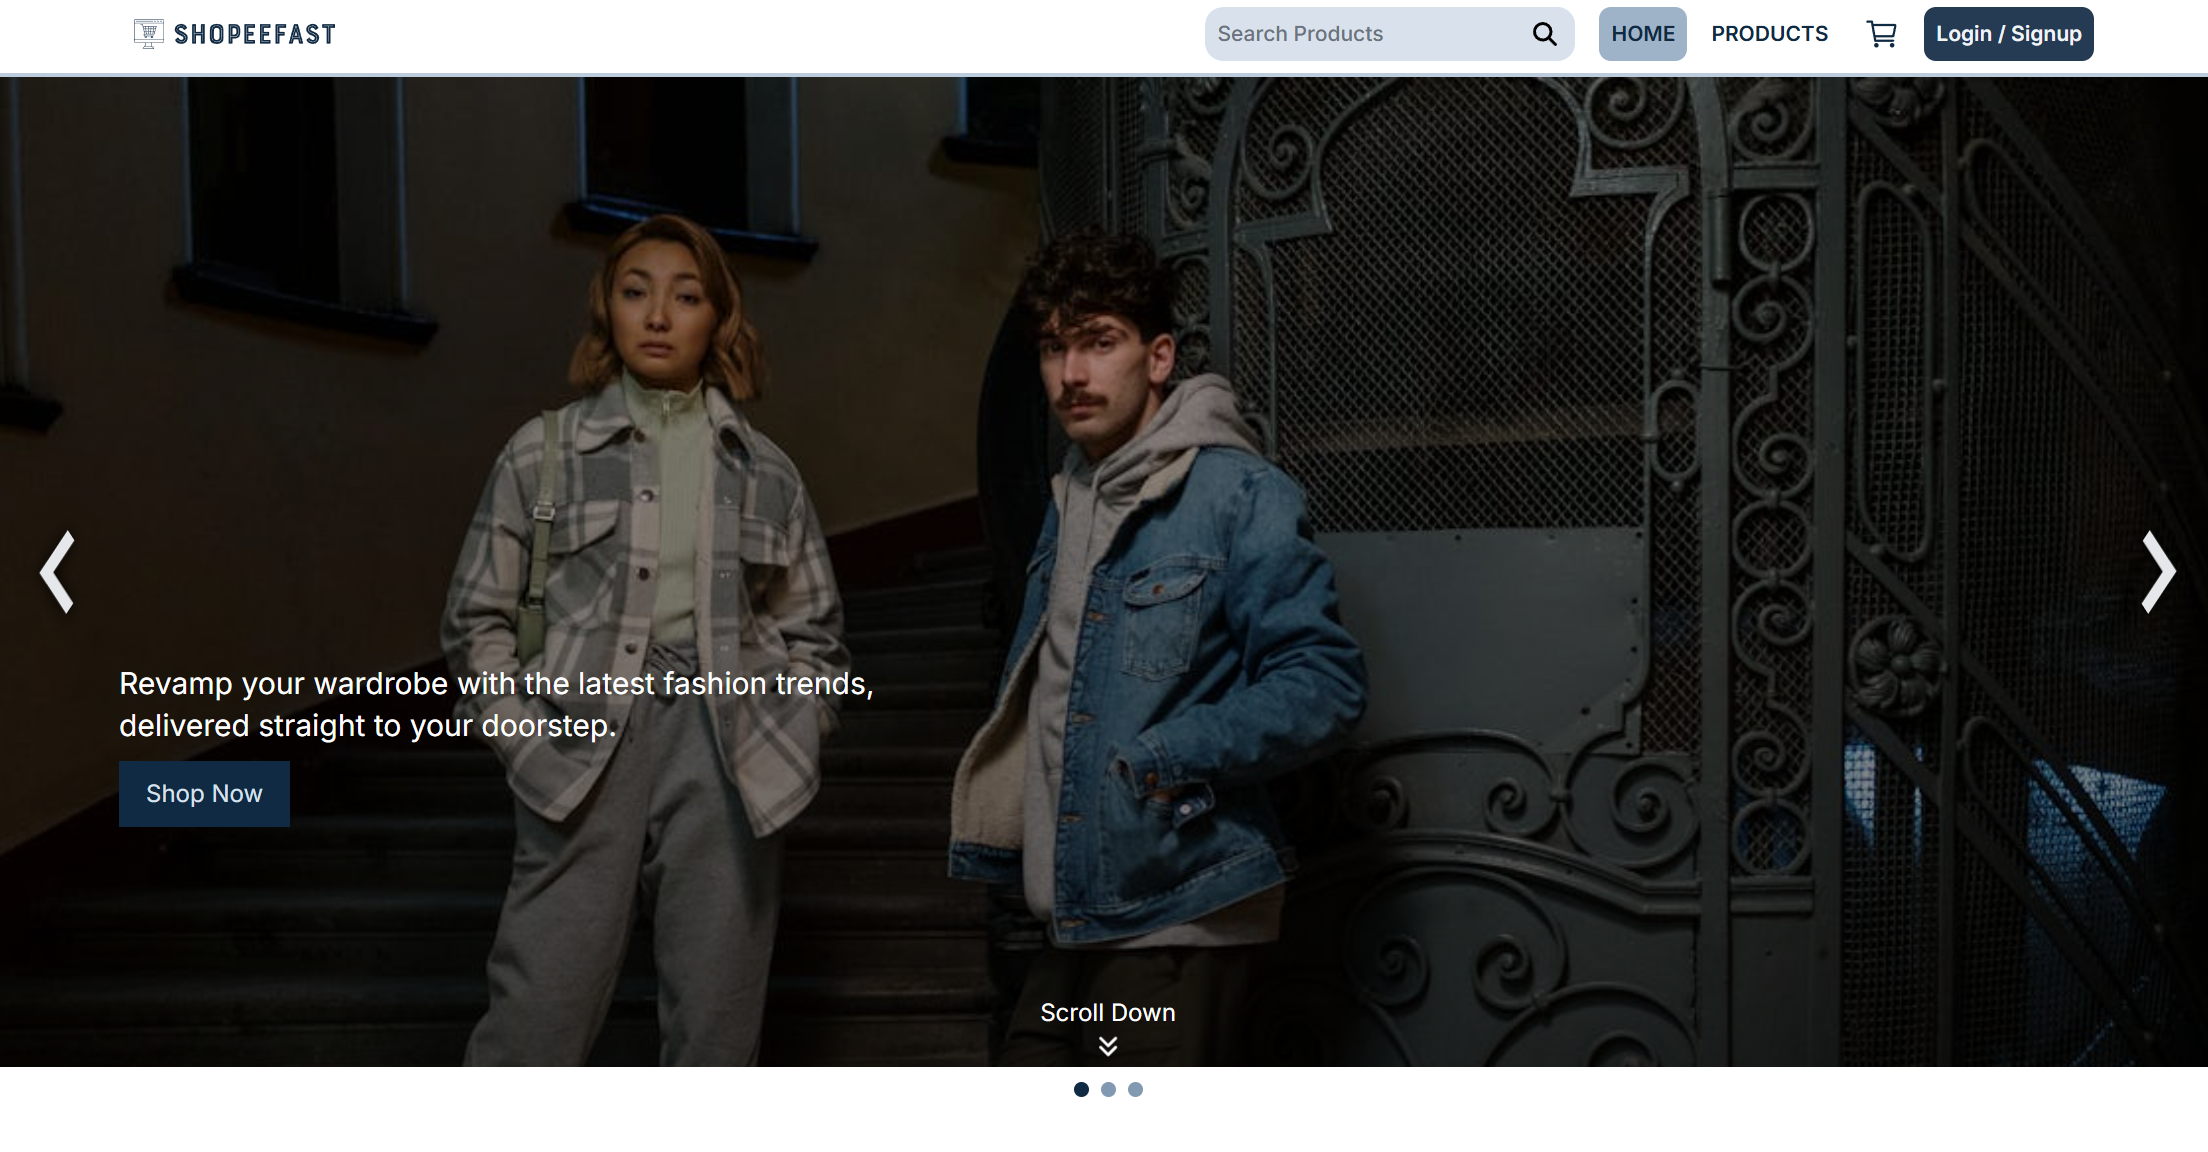 SHOPEEFAST
Search Products
HOME
PRODUCTS
Login / Signup
Revamp your wardrobe with the latest fashion trends,
delivered straight to your doorstep.
Shop Now
Scroll Down